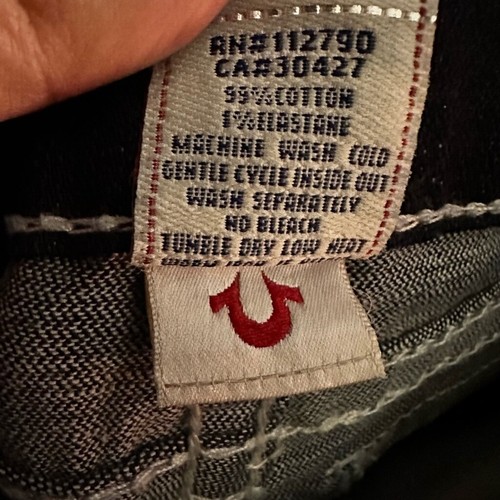 RN#112790
CA#30427
99%COTTON
1%ELASTANE
MACHINE WASH COLD
GENTLE CYCLE INSIDE OUT
WASH SEPARATELY
NO BLEACH
TUMBLE DRY LOW HEAT